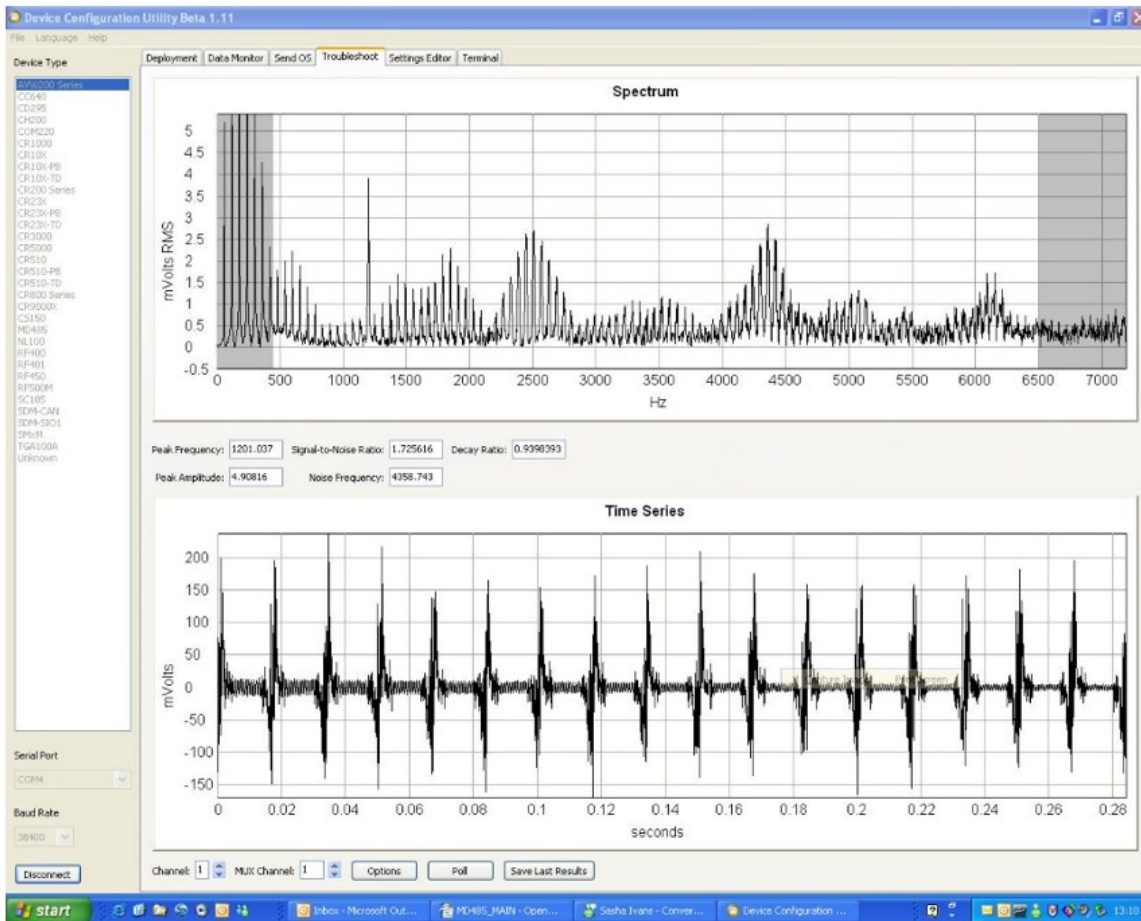 Device Configuration Utility Beta 1.11
File Language Help
Device Type
Deployment Data Monitor Send OS Troubleshoot Settings Editor Terminal
AVW200 Series
CC640
CD295
CH200
COM220
CR1000
CR10X
CR10X-PB
CR10X-TD
CR200 Series
CR23X
CR23X-PB
CR23X-TD
CR3000
CR5000
CR510
CR510-PB
CR510-TD
CR800 Series
CR9000X
CS150
MD485
NL100
RF400
RF401
RF450
RF500M
SC105
SDM-CAN
SDM-SIO1
SMxM
TGA100A
Unknown
Spectrum
mVolts RMS
5
4.5
4
3.5
3
2.5
2
1.5
1
0.5
0
-0.5
0 500 1000 1500 2000 2500 3000 3500 4000 4500 5000 5500 6000 6500 7000
Hz
Peak Frequency: 1201.037 Signal-to-Noise Ratio: 1.725616 Decay Ratio: 0.9398393
Peak Amplitude: 4.90816 Noise Frequency: 4358.743
Time Series
mVolts
200
150
100
50
0
-50
-100
-150
0 0.02 0.04 0.06 0.08 0.1 0.12 0.14 0.16 0.18 0.2 0.22 0.24 0.26 0.28
seconds
Serial Port
COM4
Baud Rate
38400
Disconnect
Channel: 1 MUX Channel: 1 Options Poll Save Last Results
start Inbox - Microsoft Out... MD485_MAIN - Open... Sasha Ivans - Conver... Device Configuration ... 13:10